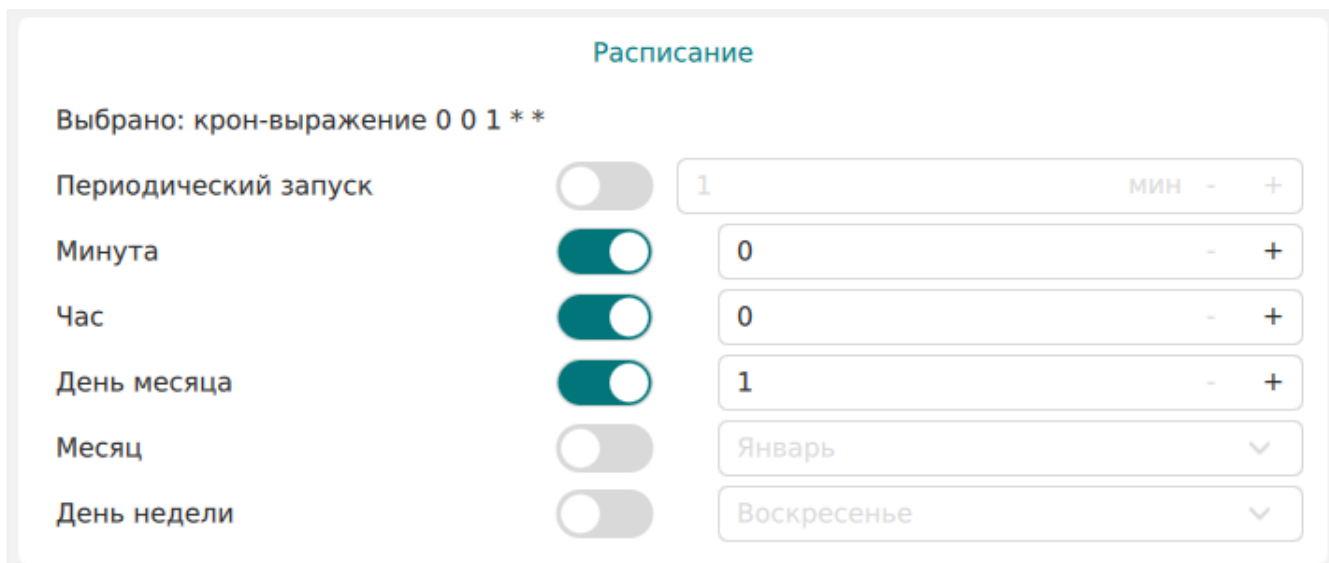 Расписание
Выбрано: крон-выражение 0 0 1 * *
Периодический запуск 1 мин - +
Минута 0 - +
Час 0 - +
День месяца 1 - +
Месяц Январь
День недели Воскресенье